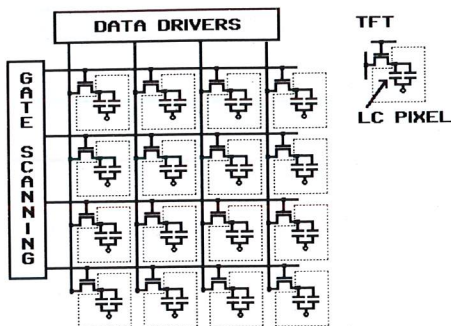 DATA DRIVERS
TFT
GATE SCANNING
LC PIXEL